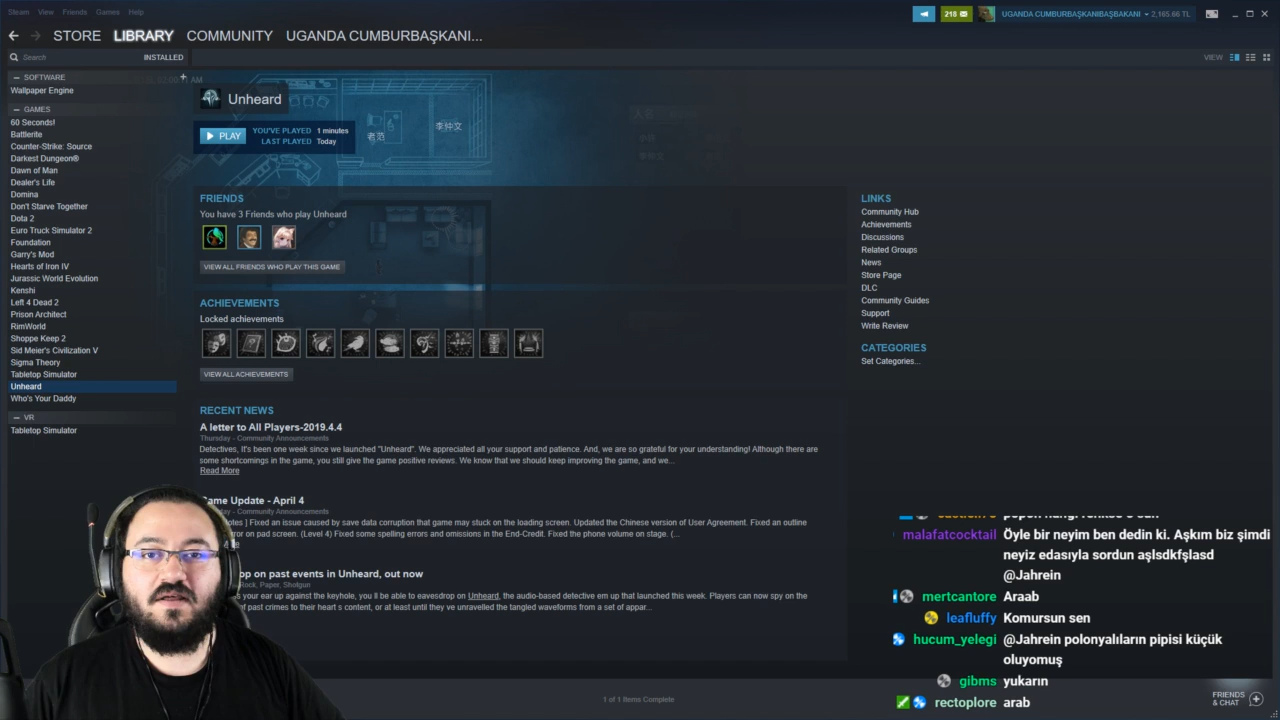 Steam View Friends Games Help
218
UGANDA CUMBURBAŞKANIBAŞBAKANI
2,165.66 TL
STORE LIBRARY COMMUNITY UGANDA CUMBURBAŞKANI...
Search
INSTALLED
VIEW
SOFTWARE
AM
Wallpaper Engine
GAMES
60 Seconds!
Battlerite
Counter-Strike: Source
Darkest Dungeon®
Dawn of Man
Dealer's Life
Domina
Don't Starve Together
Dota 2
Euro Truck Simulator 2
Foundation
Garry's Mod
Hearts of Iron IV
Jurassic World Evolution
Kenshi
Left 4 Dead 2
Prison Architect
RimWorld
Shoppe Keep 2
Sid Meier's Civilization V
Sigma Theory
Tabletop Simulator
Unheard
Who's Your Daddy
VR
Tabletop Simulator
Unheard
老范
李仲文
PLAY
YOU'VE PLAYED 1 minutes
LAST PLAYED Today
FRIENDS
You have 3 Friends who play Unheard
VIEW ALL FRIENDS WHO PLAY THIS GAME
ACHIEVEMENTS
Locked achievements
VIEW ALL ACHIEVEMENTS
RECENT NEWS
A letter to All Players-2019.4.4
Thursday - Community Announcements
Detectives, It's been one week since we launched "Unheard". We appreciated all your support and patience. And, we are so grateful for your understanding! Although there are
some shortcomings in the game, you still give the game positive reviews. We know that we should keep improving the game, and we...
Read More
Game Update - April 4
- Community Announcements
Notes ] Fixed an issue caused by save data corruption that game may stuck on the loading screen. Updated the Chinese version of User Agreement. Fixed an outline
error on pad screen. (Level 4) Fixed some spelling errors and omissions in the End-Credit. Fixed the phone volume on stage. (...
op on past events in Unheard, out now
Rock, Paper, Shotgun
s your ear up against the keyhole, you ll be able to eavesdrop on Unheard, the audio-based detective em up that launched this week. Players can now spy on the
of past crimes to their heart s content, or at least until they ve unravelled the tangled waveforms from a set of appar...
LINKS
Community Hub
Achievements
Discussions
Related Groups
News
Store Page
DLC
Community Guides
Support
Write Review
CATEGORIES
Set Categories...
malafatcocktail Öyle bir neyim ben dedin ki. Aşkım biz şimdi
neyiz edasıyla sordun aşlsdkfşlasd
@Jahrein
mertcantore Araab
leafluffy Komursun sen
hucum_yelegi @Jahrein polonyalıların pipisi küçük
oluyomuş
gibms yukarın
rectoplore arab
1 of 1 Items Complete
FRIENDS
& CHAT